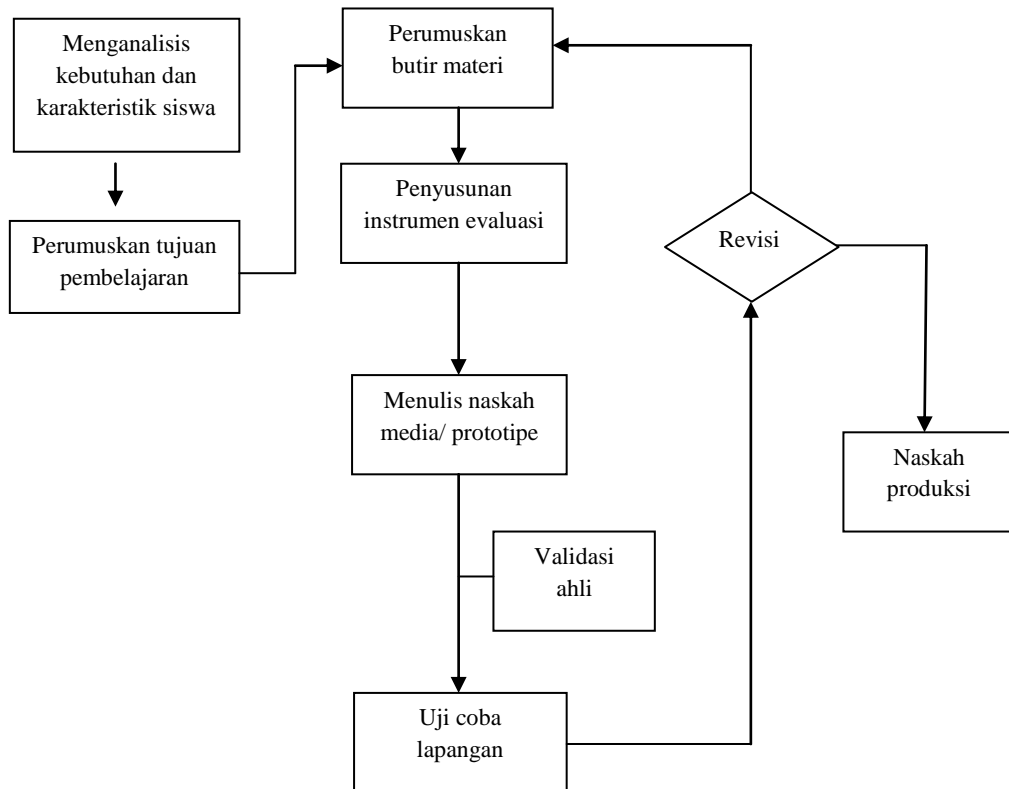 Menganalisis
kebutuhan dan
karakteristik siswa
Perumuskan tujuan
pembelajaran
Perumuskan
butir materi
Penyusunan
instrumen evaluasi
Menulis naskah
media/ prototipe
Validasi
ahli
Uji coba
lapangan
Revisi
Naskah
produksi